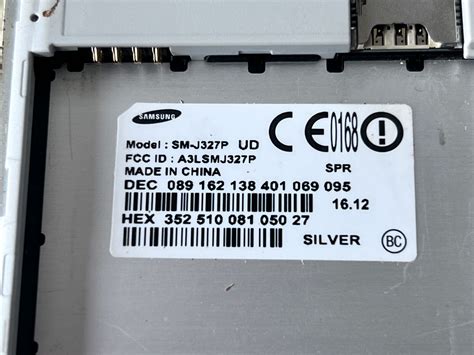 SAMSUNG
Model : SM-J327P UD
FCC ID : A3LSMJ327P
MADE IN CHINA
CE0168
SPR
DEC 089 162 138 401 069 095
16.12
HEX 352 510 081 050 27
SILVER
BC